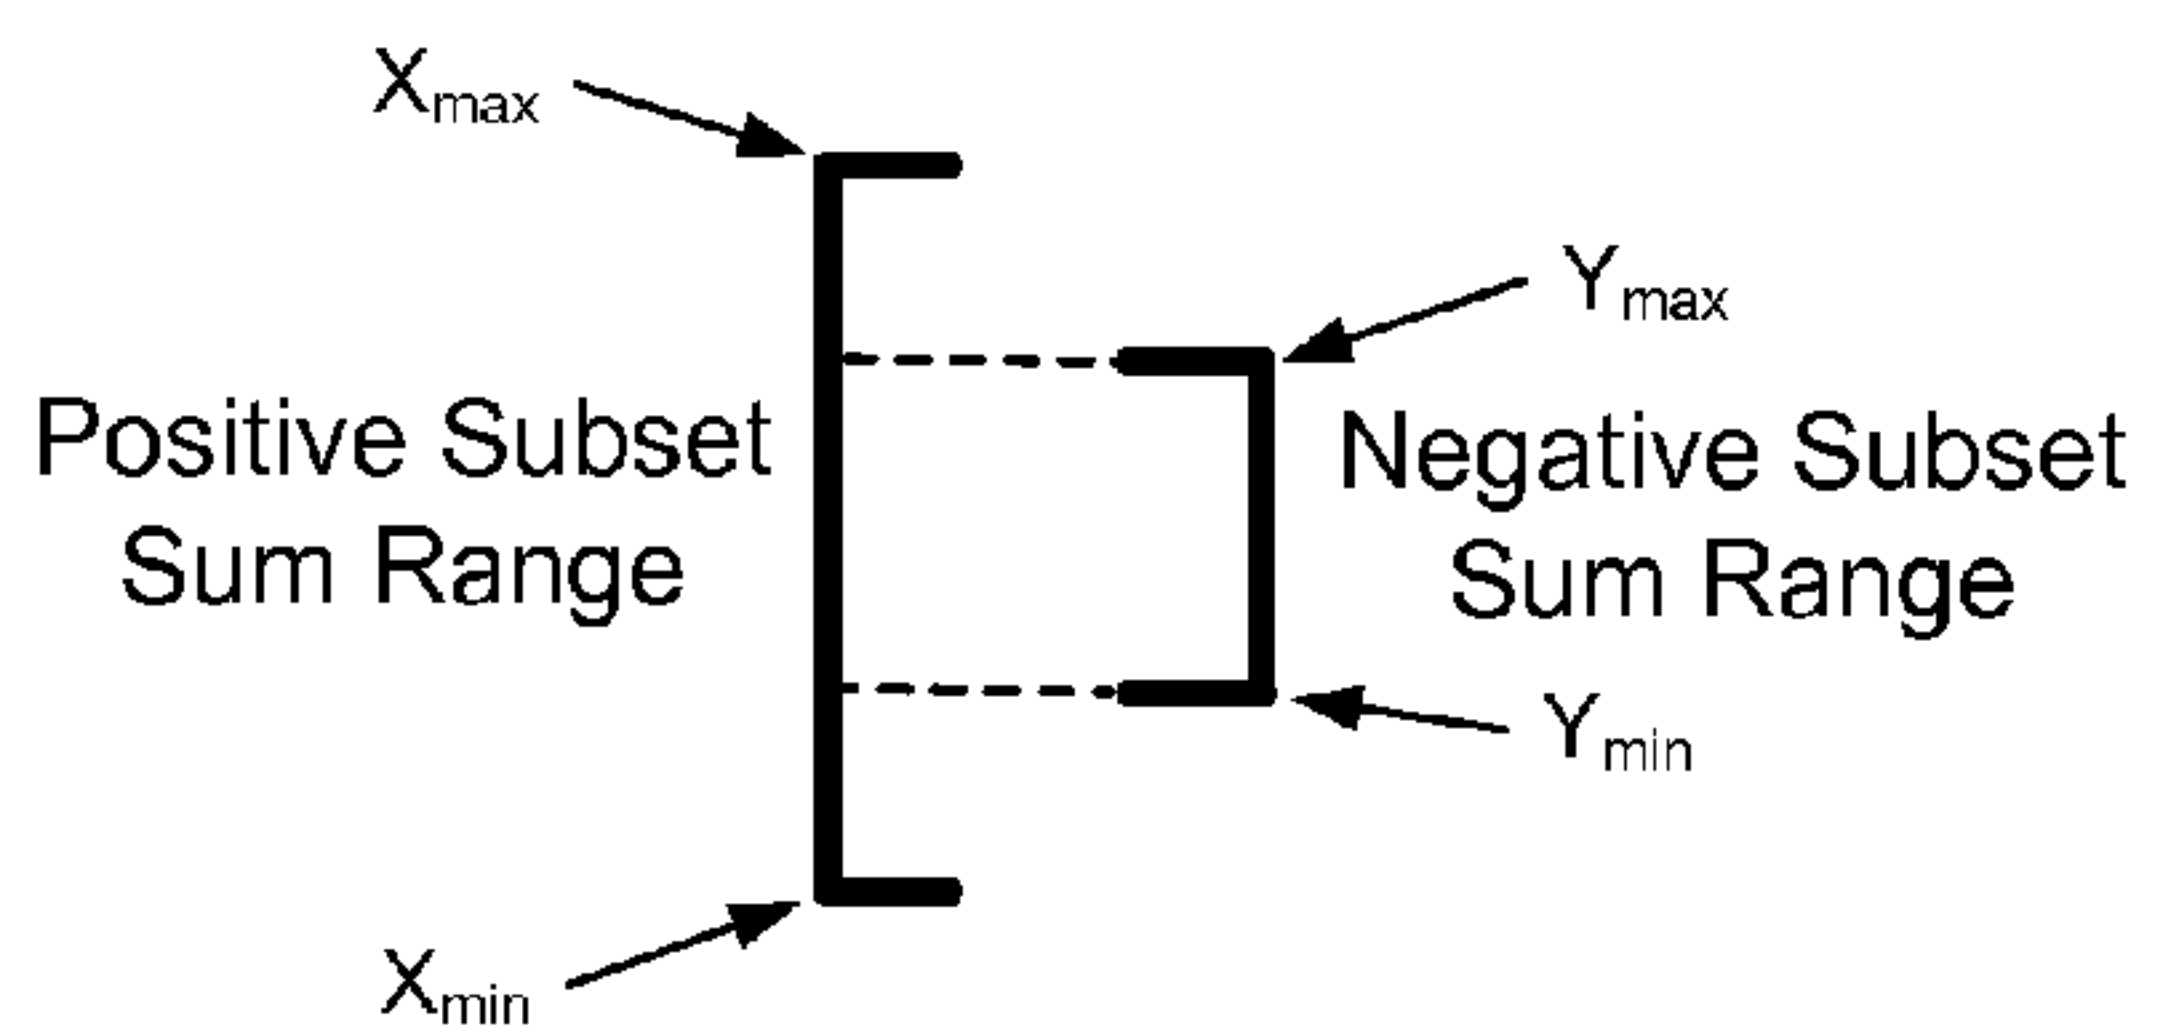 Xmax
Ymax
Positive Subset
Sum Range
Negative Subset
Sum Range
Ymin
Xmin